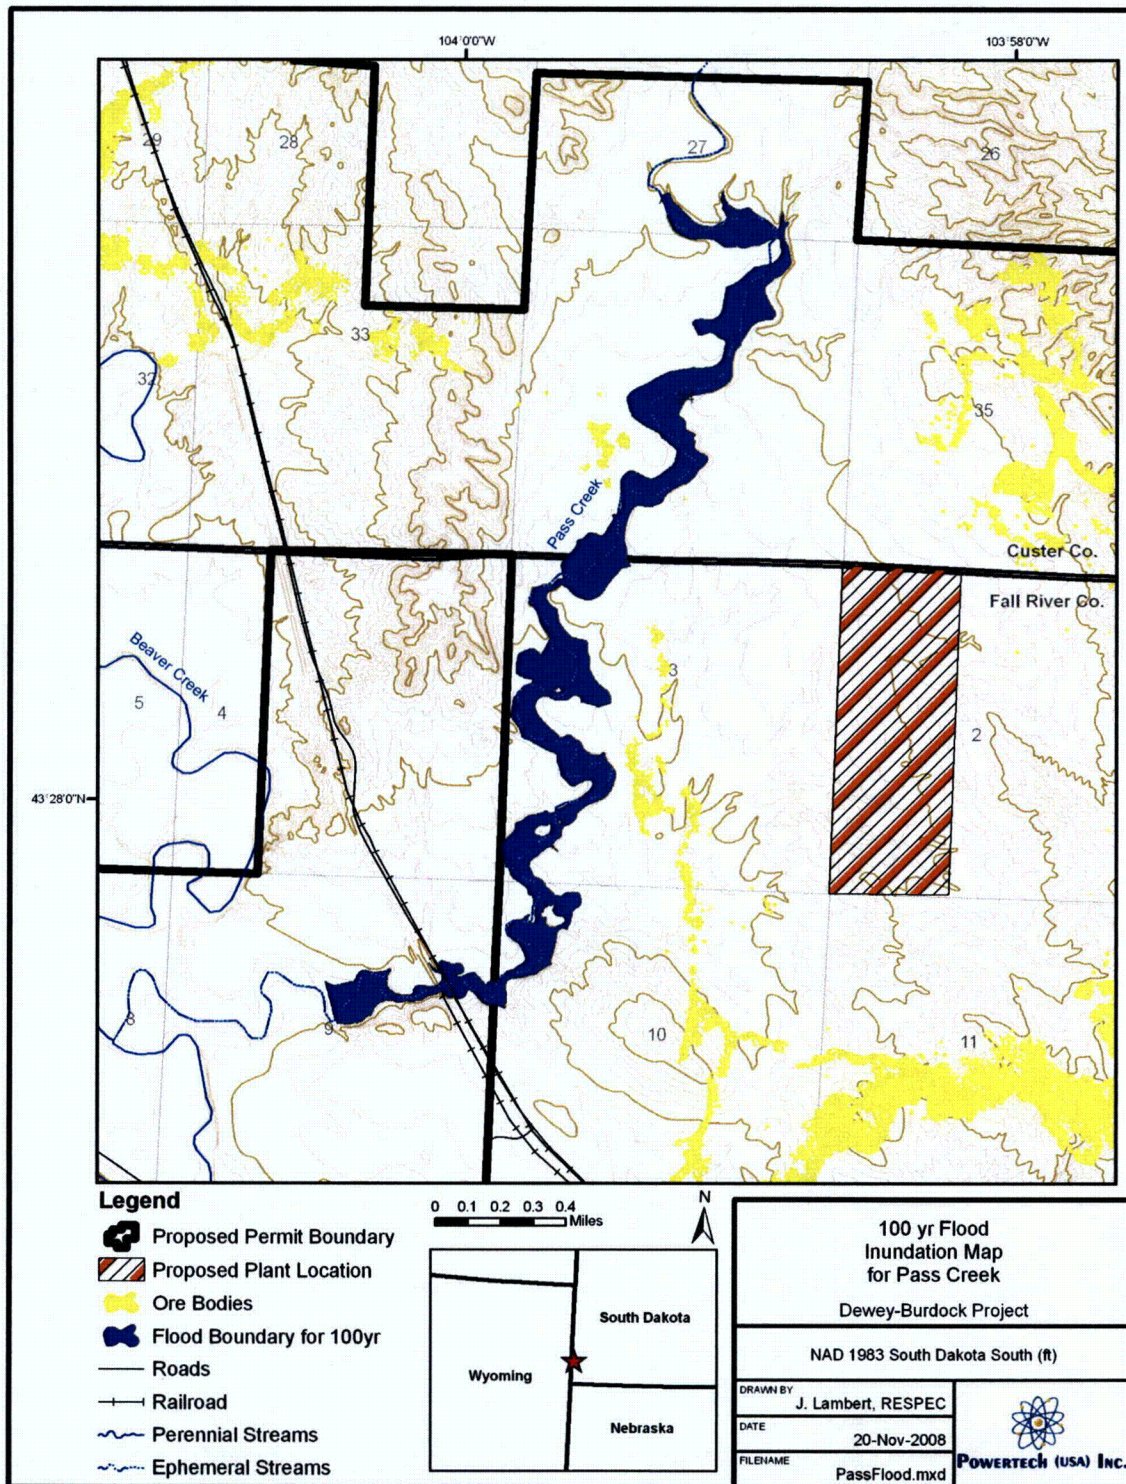 104°0'0"W
103°58'0"W
29
28
27
26
33
32
35
Pass Creek
Custer Co.
Fall River Co.
Beaver Creek
5
4
3
2
43°28'0"N
8
9
10
11
Legend
Proposed Permit Boundary
Proposed Plant Location
Ore Bodies
Flood Boundary for 100yr
Roads
Railroad
Perennial Streams
Ephemeral Streams
0 0.1 0.2 0.3 0.4
Miles
N
South Dakota
Wyoming
Nebraska
100 yr Flood
Inundation Map
for Pass Creek
Dewey-Burdock Project
NAD 1983 South Dakota South (ft)
DRAWN BY
J. Lambert, RESPEC
DATE
20-Nov-2008
FILENAME
PassFlood.mxd
POWERTECH (USA) INC.